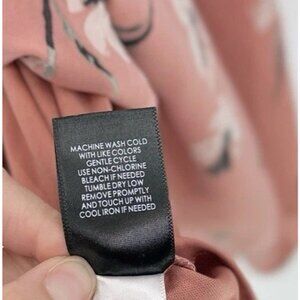 MACHINE WASH COLD
WITH LIKE COLORS
GENTLE CYCLE
USE NON-CHLORINE
BLEACH IF NEEDED
TUMBLE DRY LOW
REMOVE PROMPTLY
AND TOUCH UP WITH
COOL IRON IF NEEDED